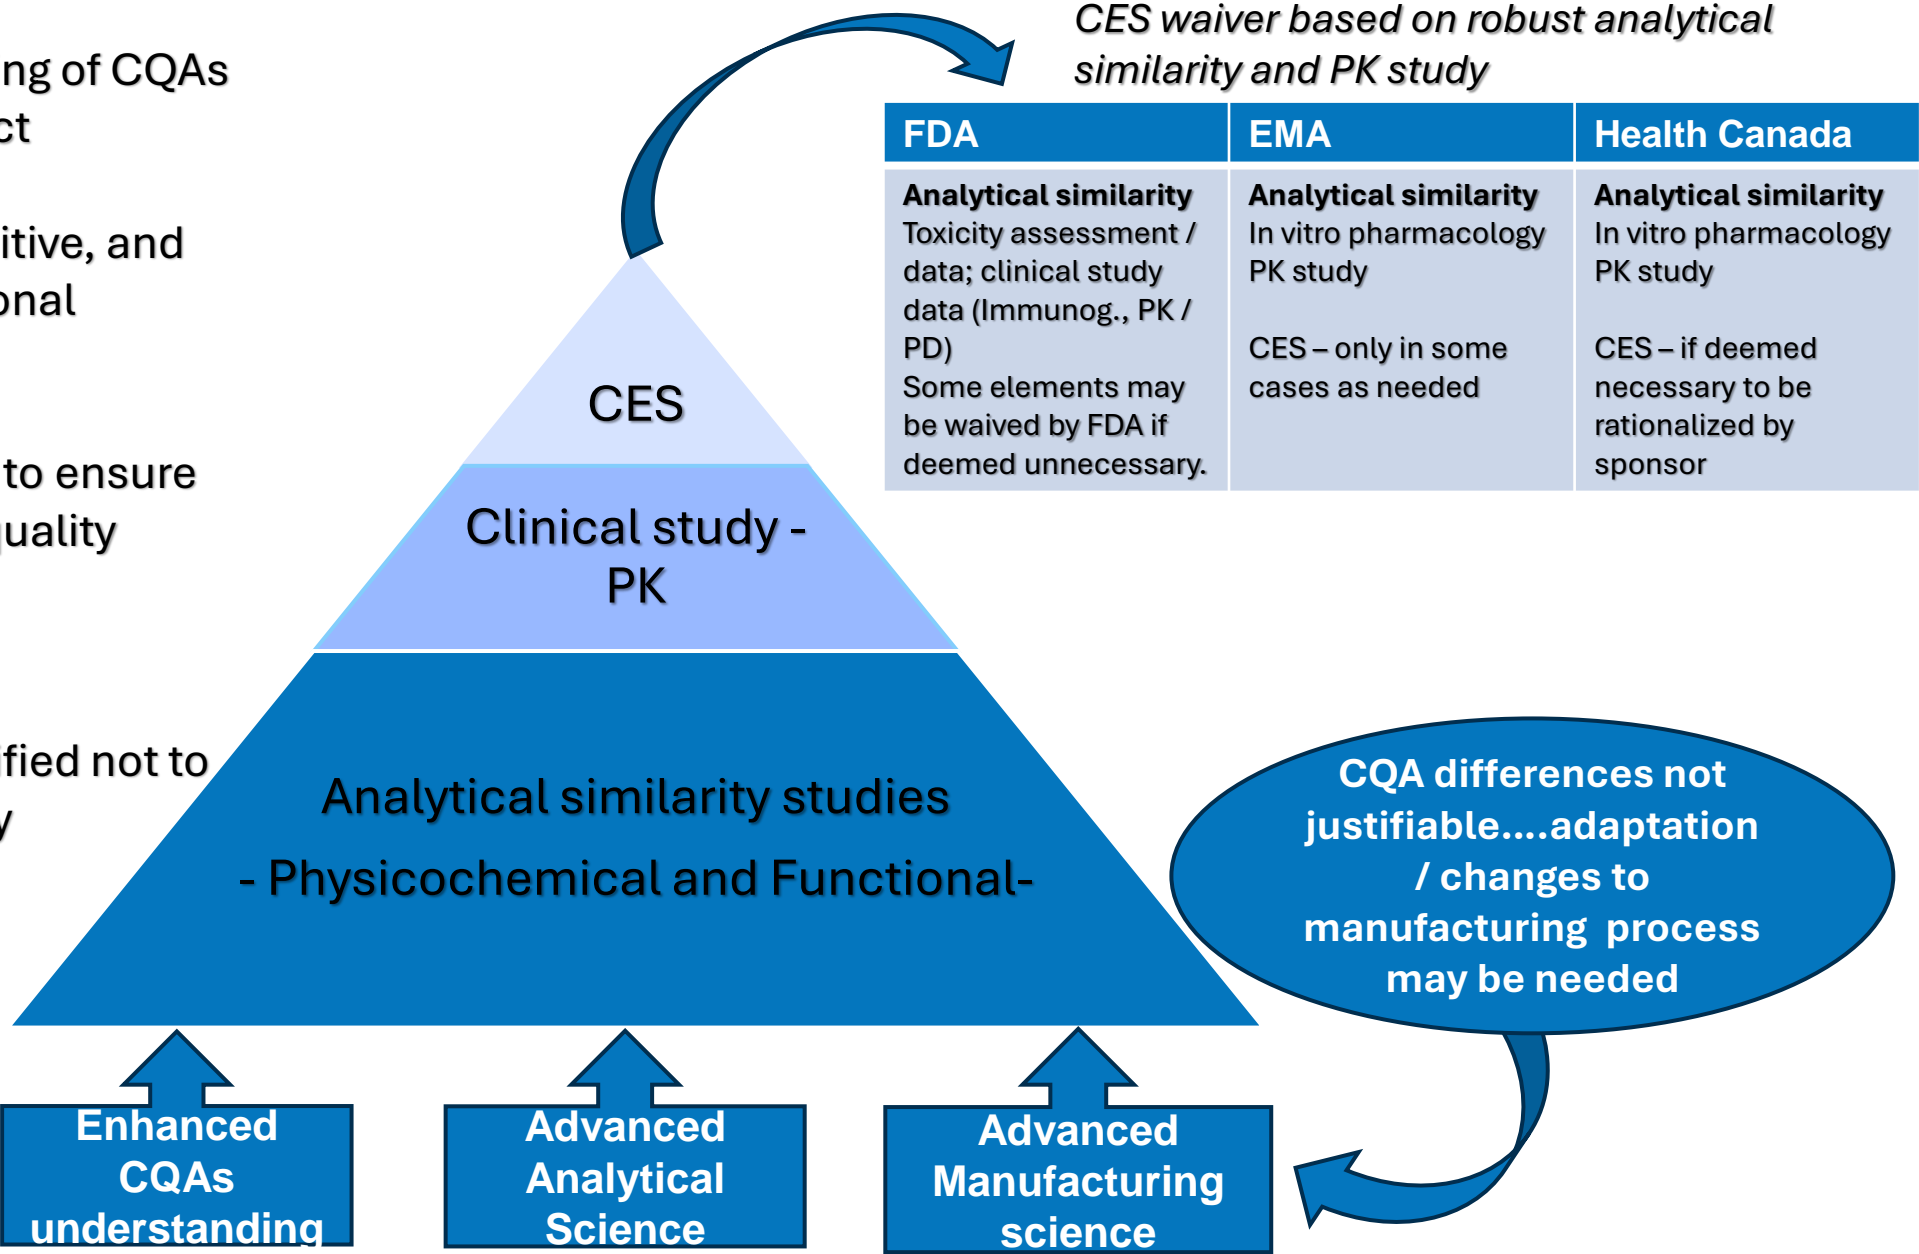 ng of CQAs
ct
itive, and
onal
to ensure
quality
ified not to
y
CES waiver based on robust analytical
similarity and PK study
FDA
EMA
Health Canada
Analytical similarity
Toxicity assessment /
data; clinical study
data (Immunog., PK /
PD)
Some elements may
be waived by FDA if
deemed unnecessary.
Analytical similarity
In vitro pharmacology
PK study
CES – only in some
cases as needed
Analytical similarity
In vitro pharmacology
PK study
CES – if deemed
necessary to be
rationalized by
sponsor
CES
Clinical study -
PK
Analytical similarity studies
- Physicochemical and Functional-
CQA differences not
justifiable....adaptation
/ changes to
manufacturing process
may be needed
Enhanced
CQAs
understanding
Advanced
Analytical
Science
Advanced
Manufacturing
science